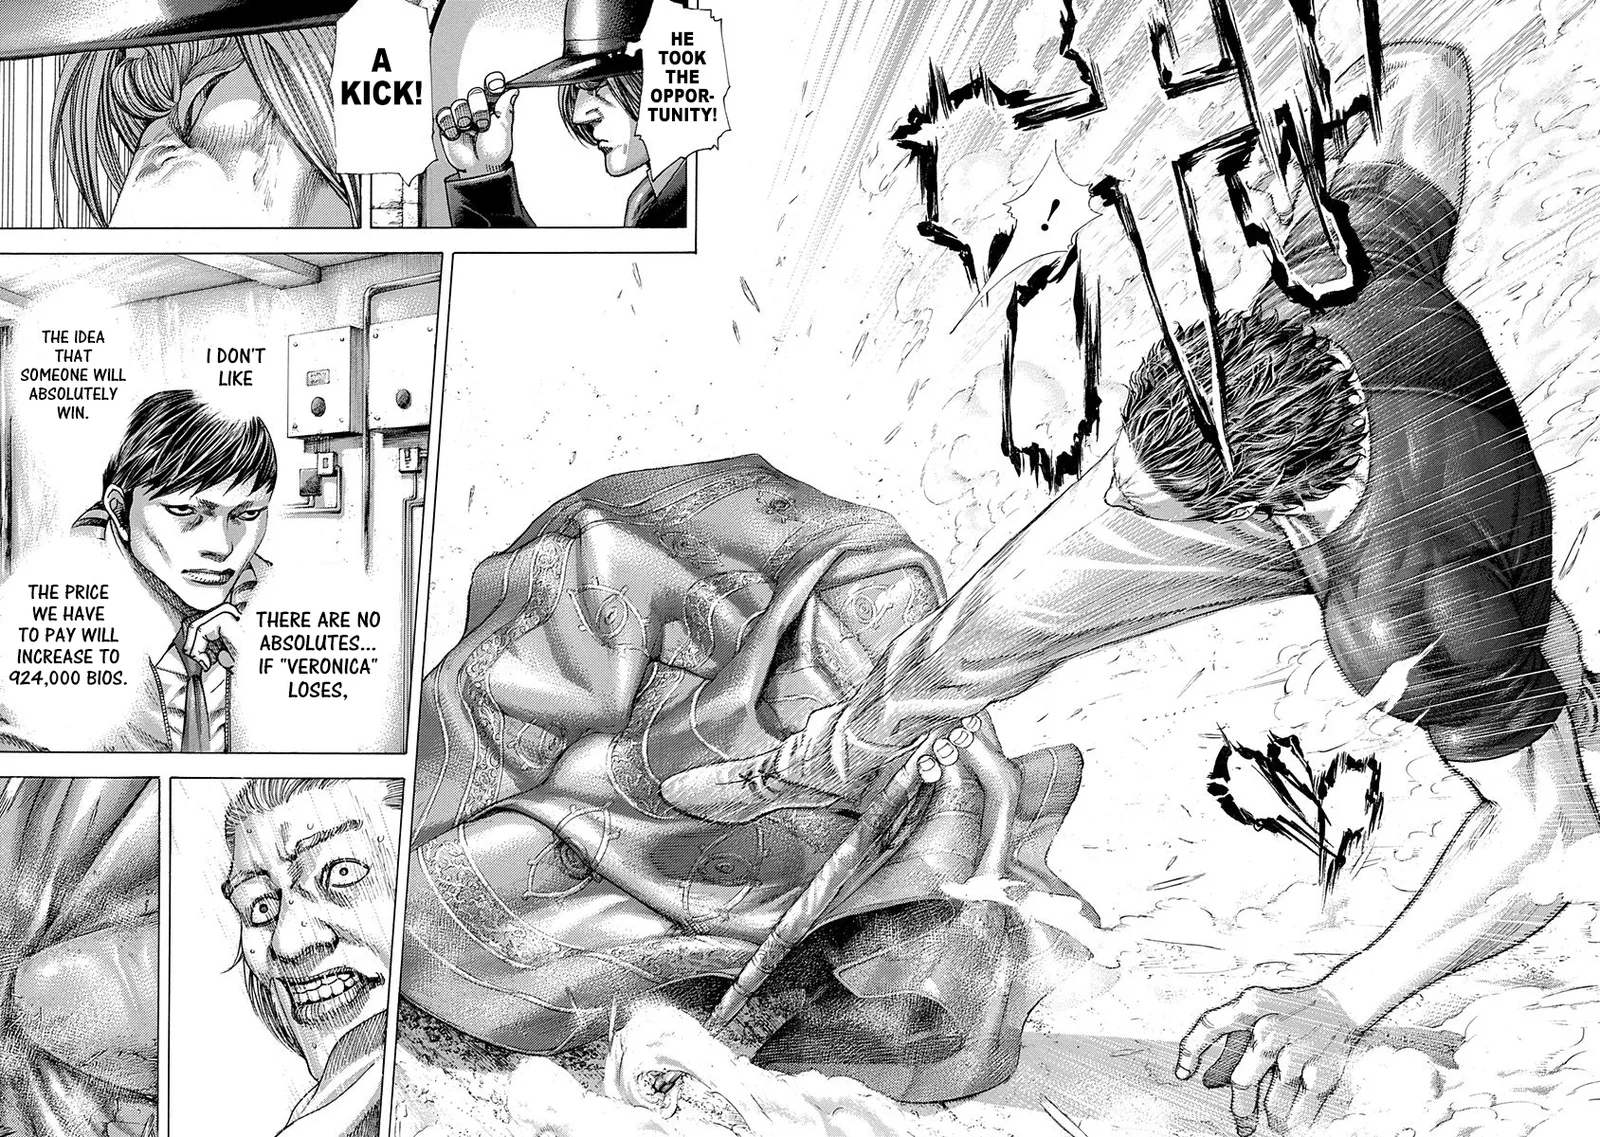 HE
TOOK
THE
OPPOR-
TUNITY!
A
KICK!
!
I DON'T
LIKE
THE IDEA
THAT
SOMEONE WILL
ABSOLUTELY
WIN.
THERE ARE NO
ABSOLUTES...
IF "VERONICA"
LOSES,
THE PRICE
WE HAVE
TO PAY WILL
INCREASE TO
924,000 BIOS.